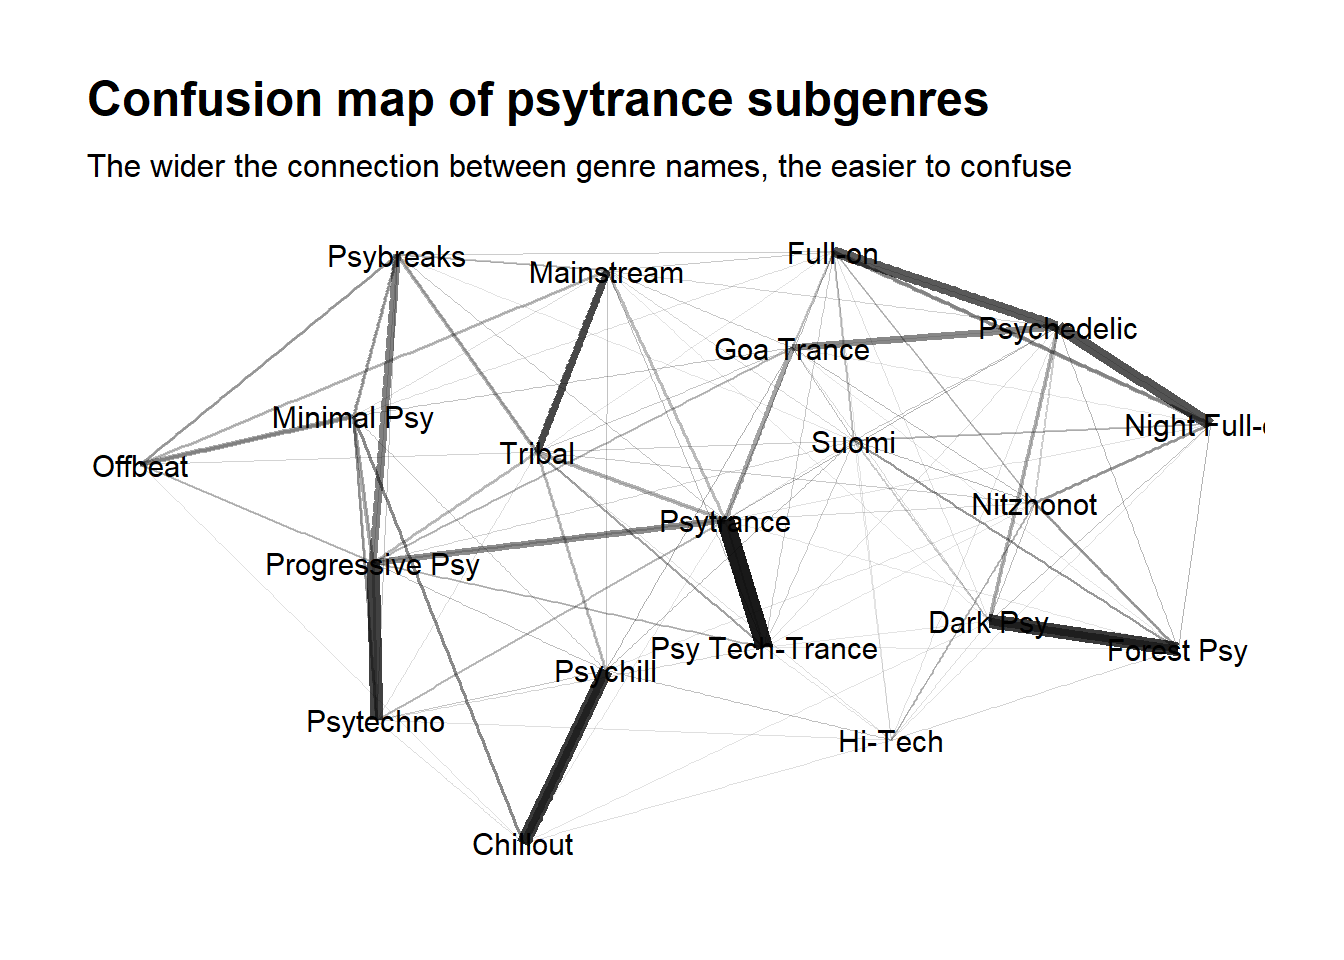 Confusion map of psytrance subgenres
The wider the connection between genre names, the easier to confuse
Psybreaks
Mainstream
Full-on
Psychedelic
Goa Trance
Minimal Psy
Night Full-
Suomi
Tribal
Offbeat
Nitzhonot
Psytrance
Progressive Psy
Dark Psy
Psy Tech-Trance
Forest Psy
Psychill
Psytechno
Hi-Tech
Chillout